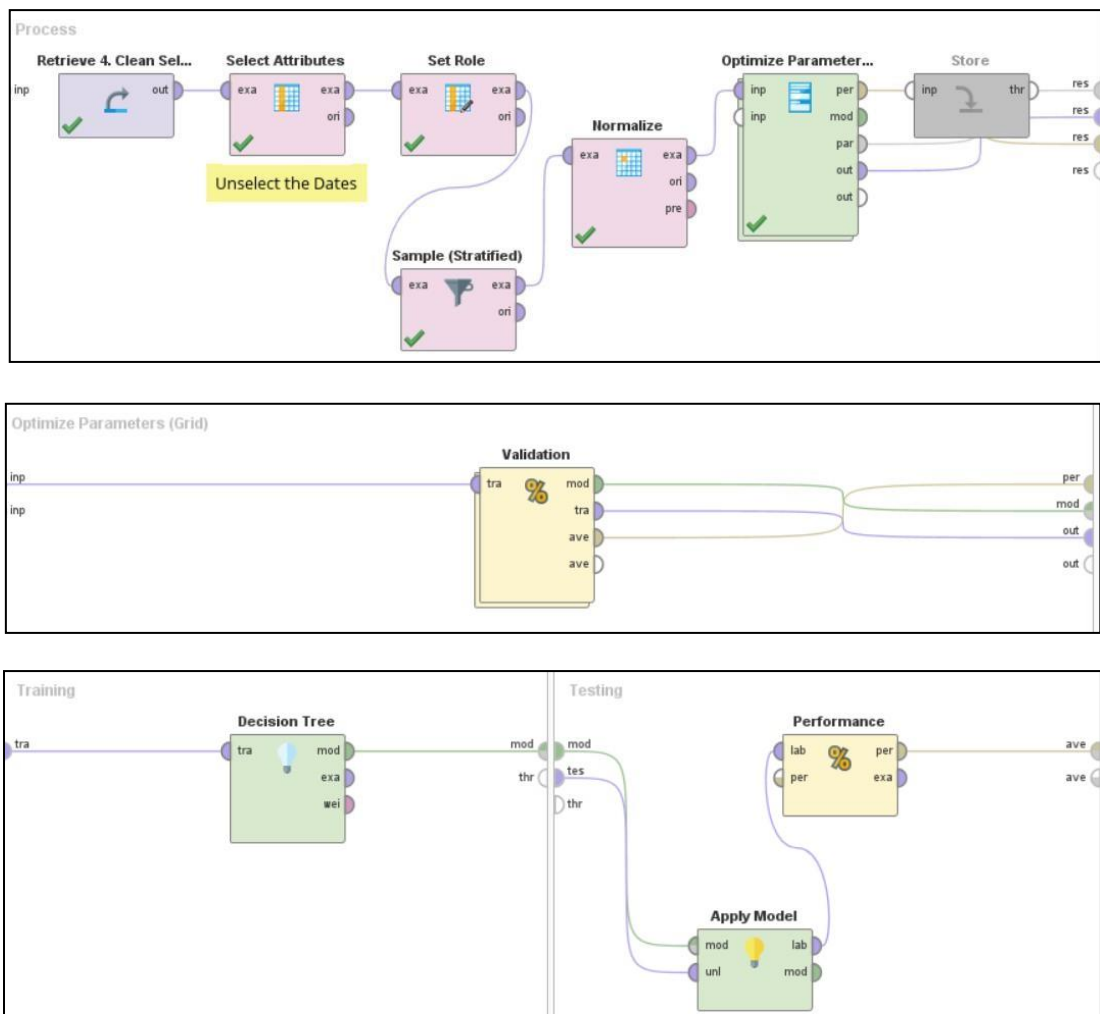 Process
Retrieve 4. Clean Sel...
Select Attributes
Set Role
Optimize Parameter...
Store
inp
out
exa exa
ori
exa exa
ori
inp per
inp mod
par
out
out
inp thr
res
res
res
res
Unselect the Dates
Normalize
exa exa
ori
pre
Sample (Stratified)
exa exa
ori
Optimize Parameters (Grid)
Validation
inp
inp
tra mod
tra
ave
ave
per
mod
out
out
Training
Decision Tree
tra
tra mod
exa
wei
mod
thr
Testing
Performance
mod
tes
thr
lab per
per exa
ave
ave
Apply Model
mod lab
unl mod